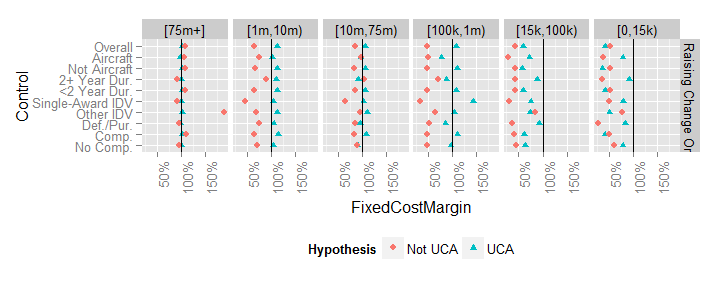 [75m+] [1m,10m) [10m,75m) [100k,1m) [15k,100k) [0,15k)
Control
Overall
Aircraft
Not Aircraft
2+ Year Dur.
<2 Year Dur.
Single-Award IDV
Other IDV
Def./Pur.
Comp.
No Comp.
Raising Change Or
50% 100% 150% 50% 100% 150% 50% 100% 150% 50% 100% 150% 50% 100% 150% 50% 100% 150%
FixedCostMargin
Hypothesis Not UCA UCA